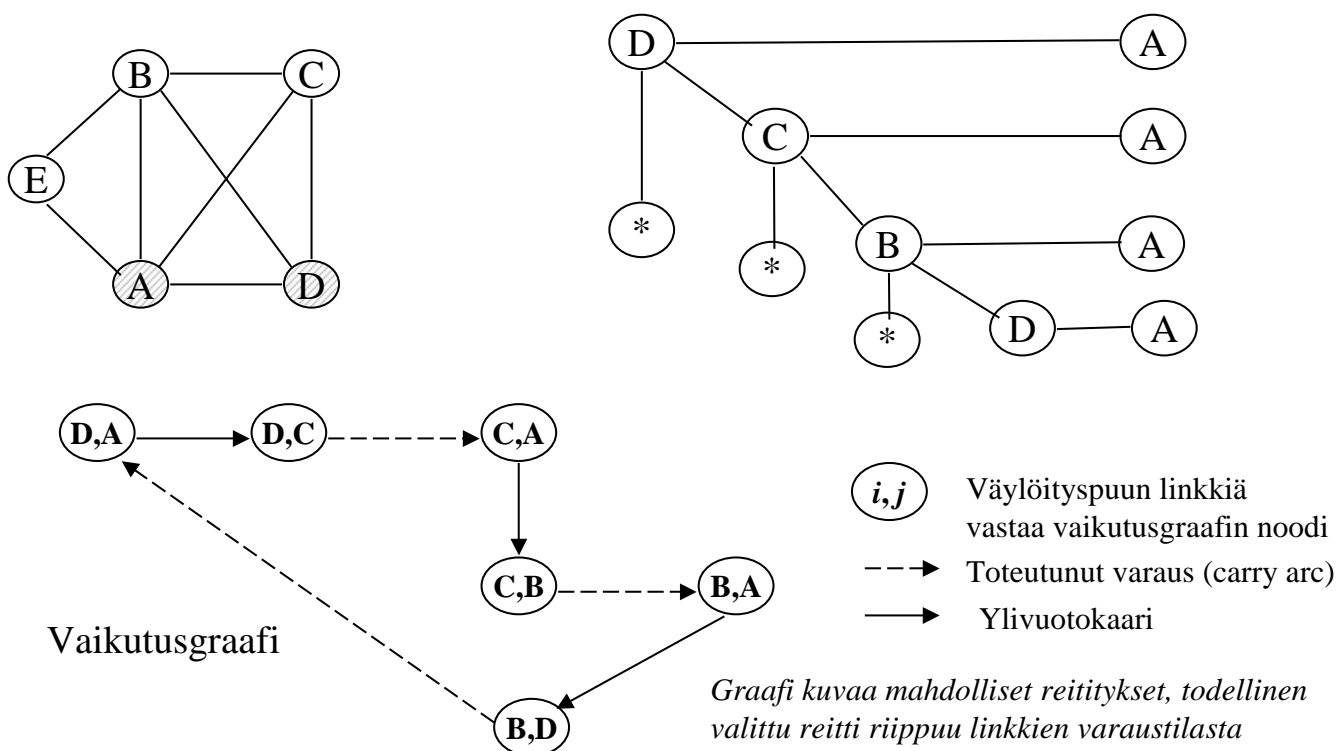 B C
E
A D
D A
C A
*
B A
*
D A
*
D,A D,C C,A
C,B B,A
B,D
Vaikutusgraafi
i,j Väylöityspuun linkkiä
vastaa vaikutusgraafin noodi
Toteutunut varaus (carry arc)
Ylivuotokaari
Graafi kuvaa mahdolliset reititykset, todellinen
valittu reitti riippuu linkkien varaustilasta